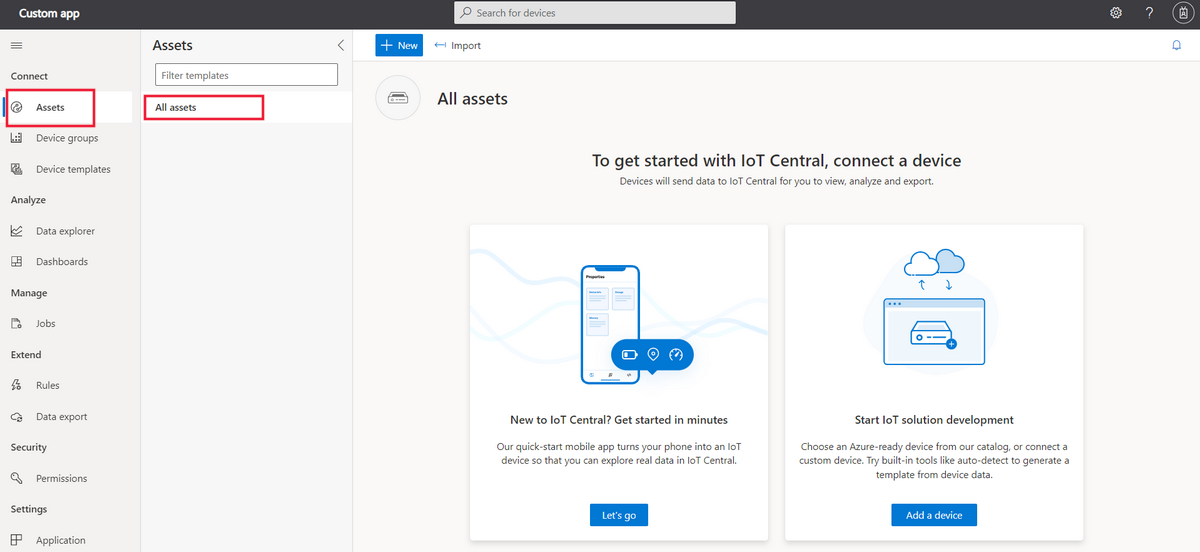 Custom app
Search for devices
?
Connect
Assets
Device groups
Device templates
Analyze
Data explorer
Dashboards
Manage
Jobs
Extend
Rules
Data export
Security
Permissions
Settings
Application
Assets
Filter templates
All assets
New
Import
All assets
To get started with IoT Central, connect a device
Devices will send data to IoT Central for you to view, analyze and export.
Properties
New to IoT Central? Get started in minutes
Our quick-start mobile app turns your phone into an IoT
device so that you can explore real data in IoT Central.
Let's go
Start IoT solution development
Choose an Azure-ready device from our catalog, or connect a
custom device. Try built-in tools like auto-detect to generate a
template from device data.
Add a device